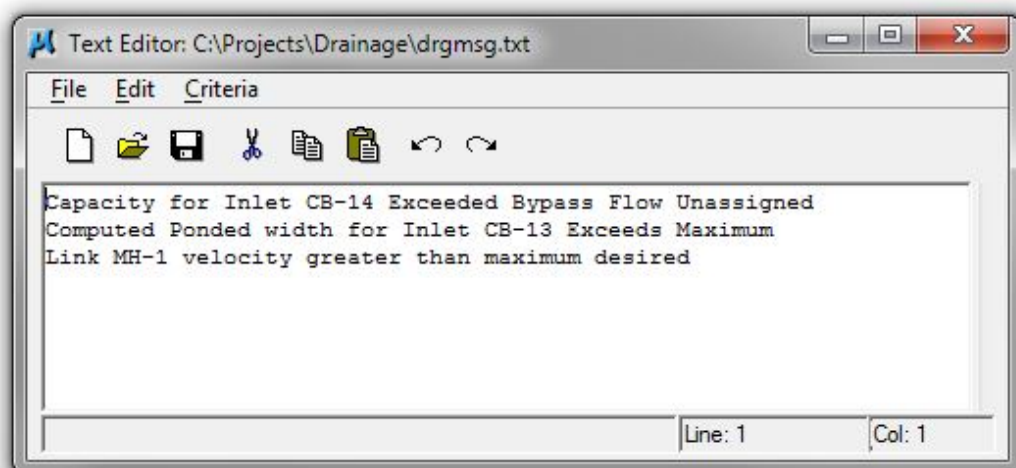 Text Editor: C:\Projects\Drainage\drgmsg.txt
File Edit Criteria
Capacity for Inlet CB-14 Exceeded Bypass Flow Unassigned
Computed Ponded width for Inlet CB-13 Exceeds Maximum
Link MH-1 velocity greater than maximum desired
Line: 1 Col: 1